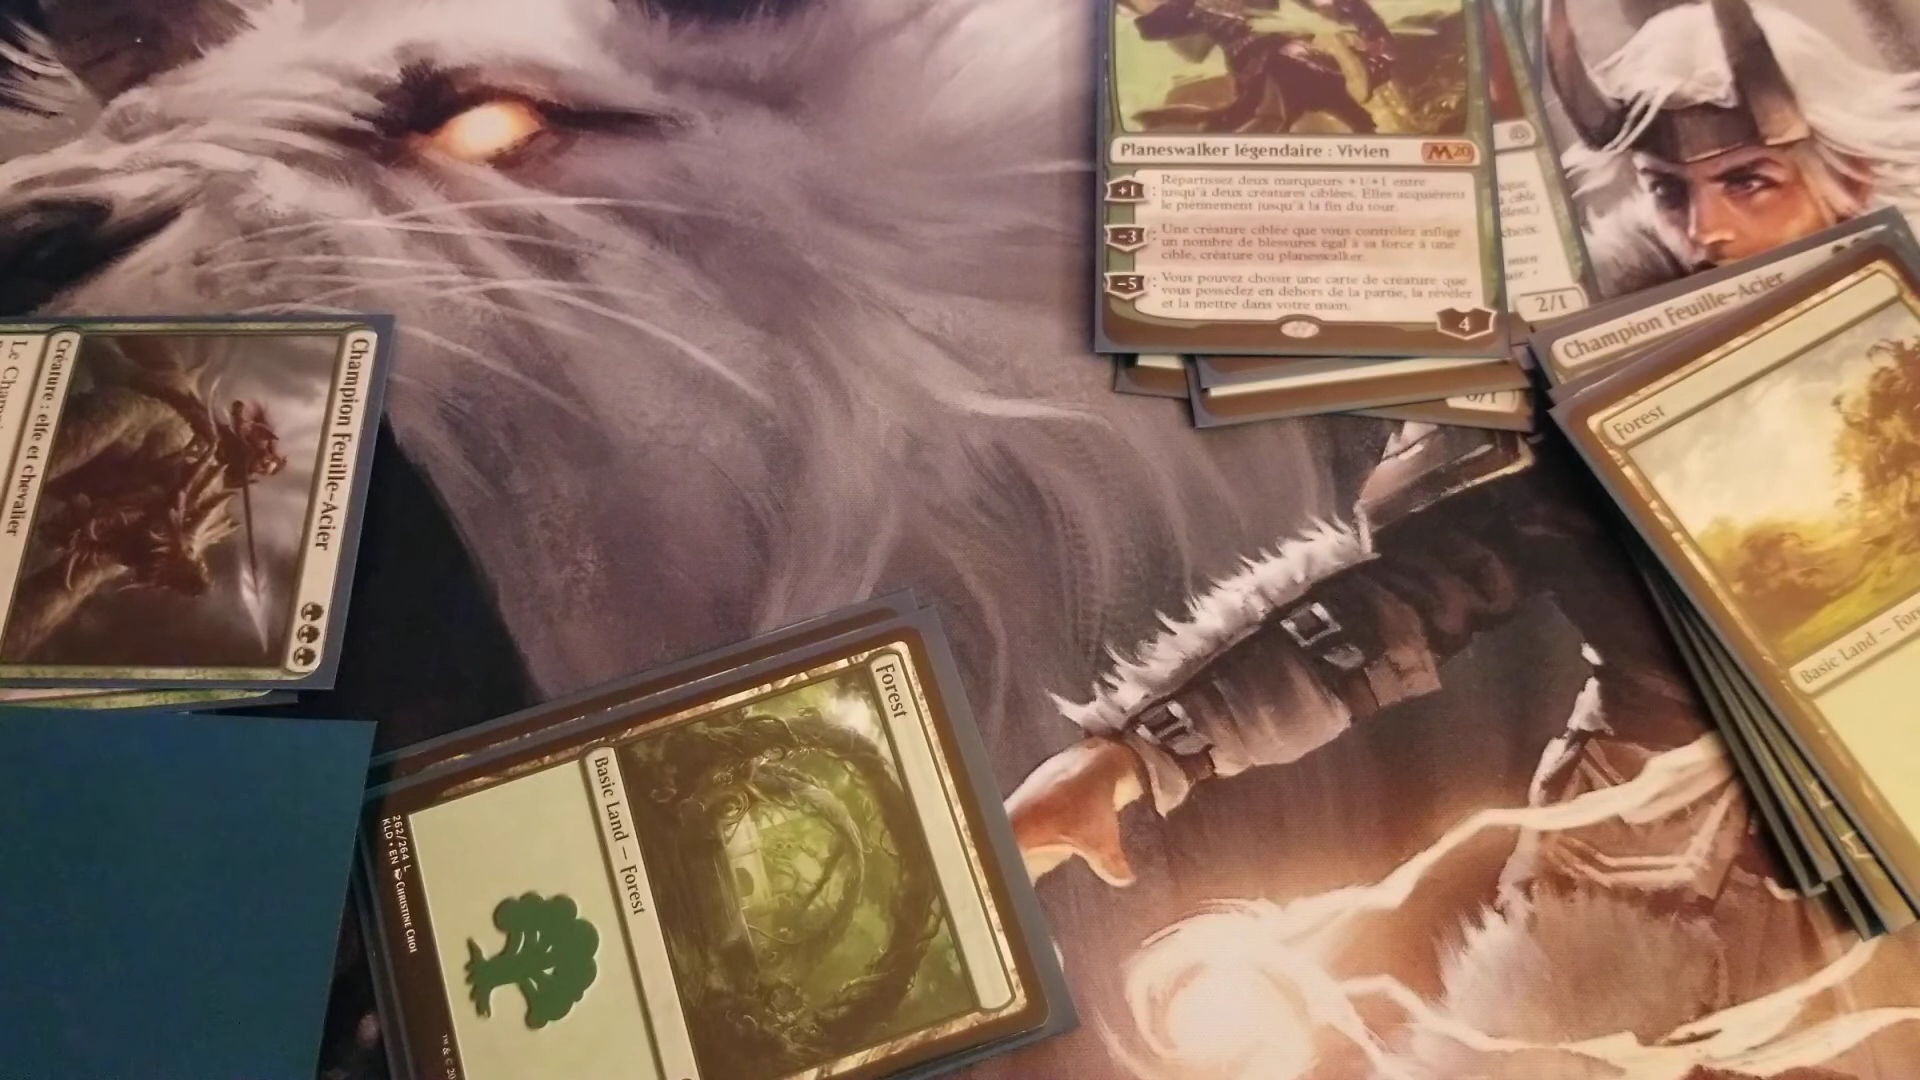 Planeswalker légendaire : Vivien
M20
+1 : Répartissez deux marqueurs +1/+1 entre
jusqu'à deux créatures ciblées. Elles acquièrent
le piétinement jusqu'à la fin du tour.
-3 : Une créature ciblée que vous contrôlez inflige
un nombre de blessures égal à sa force à une
cible, créature ou planeswalker.
-5 : Vous pouvez choisir une carte de créature que
vous possédez en dehors de la partie, la révéler
et la mettre dans votre main.
4
choix.
2/1
Champion Feuille-Acier
Forest
Basic Land —
Champion Feuille-Acier
Créature : elfe et chevalier
Le
Forest
Basic Land — Forest
262/264 L
KLD • EN CHRISTINE CHOI
™ & © 20